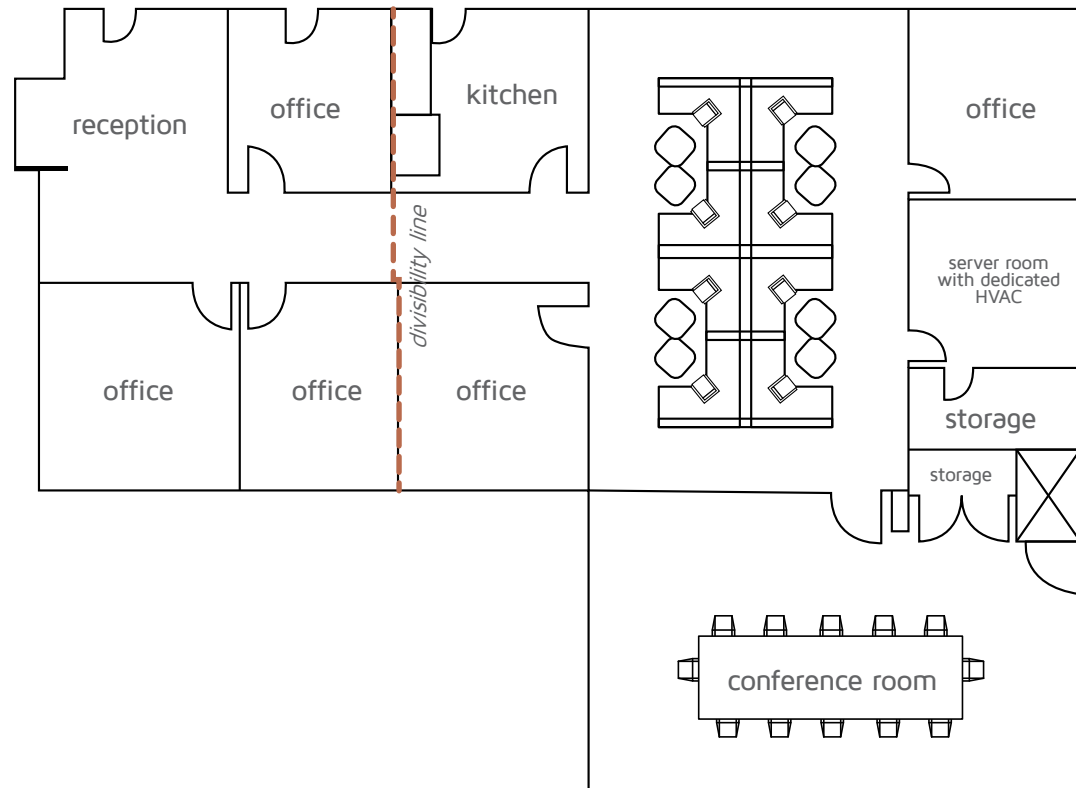 reception
office
kitchen
office
divisibility line
server room
with dedicated
HVAC
office
office
office
storage
storage
conference room